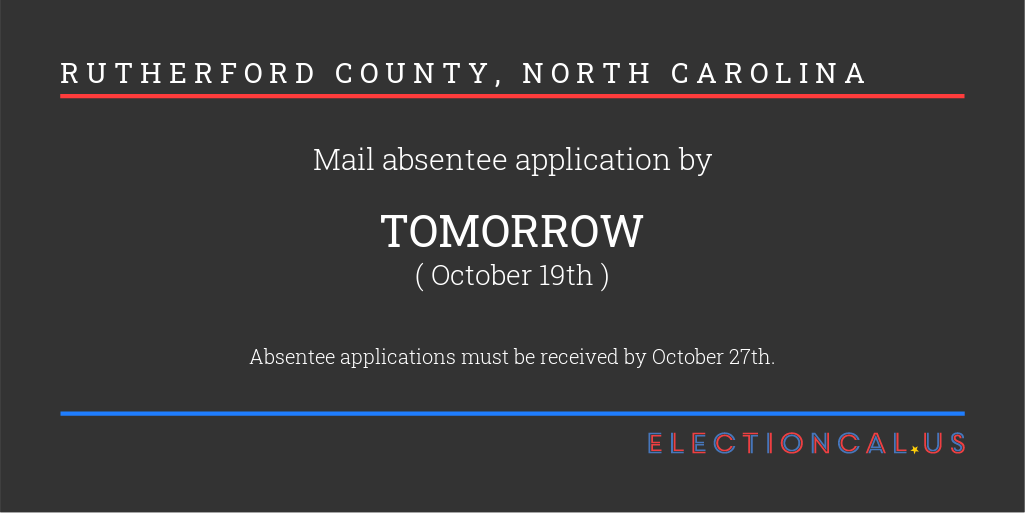 RUTHERFORD COUNTY, NORTH CAROLINA
Mail absentee application by
TOMORROW
( October 19th )
Absentee applications must be received by October 27th.
ELECTIONCAL.US